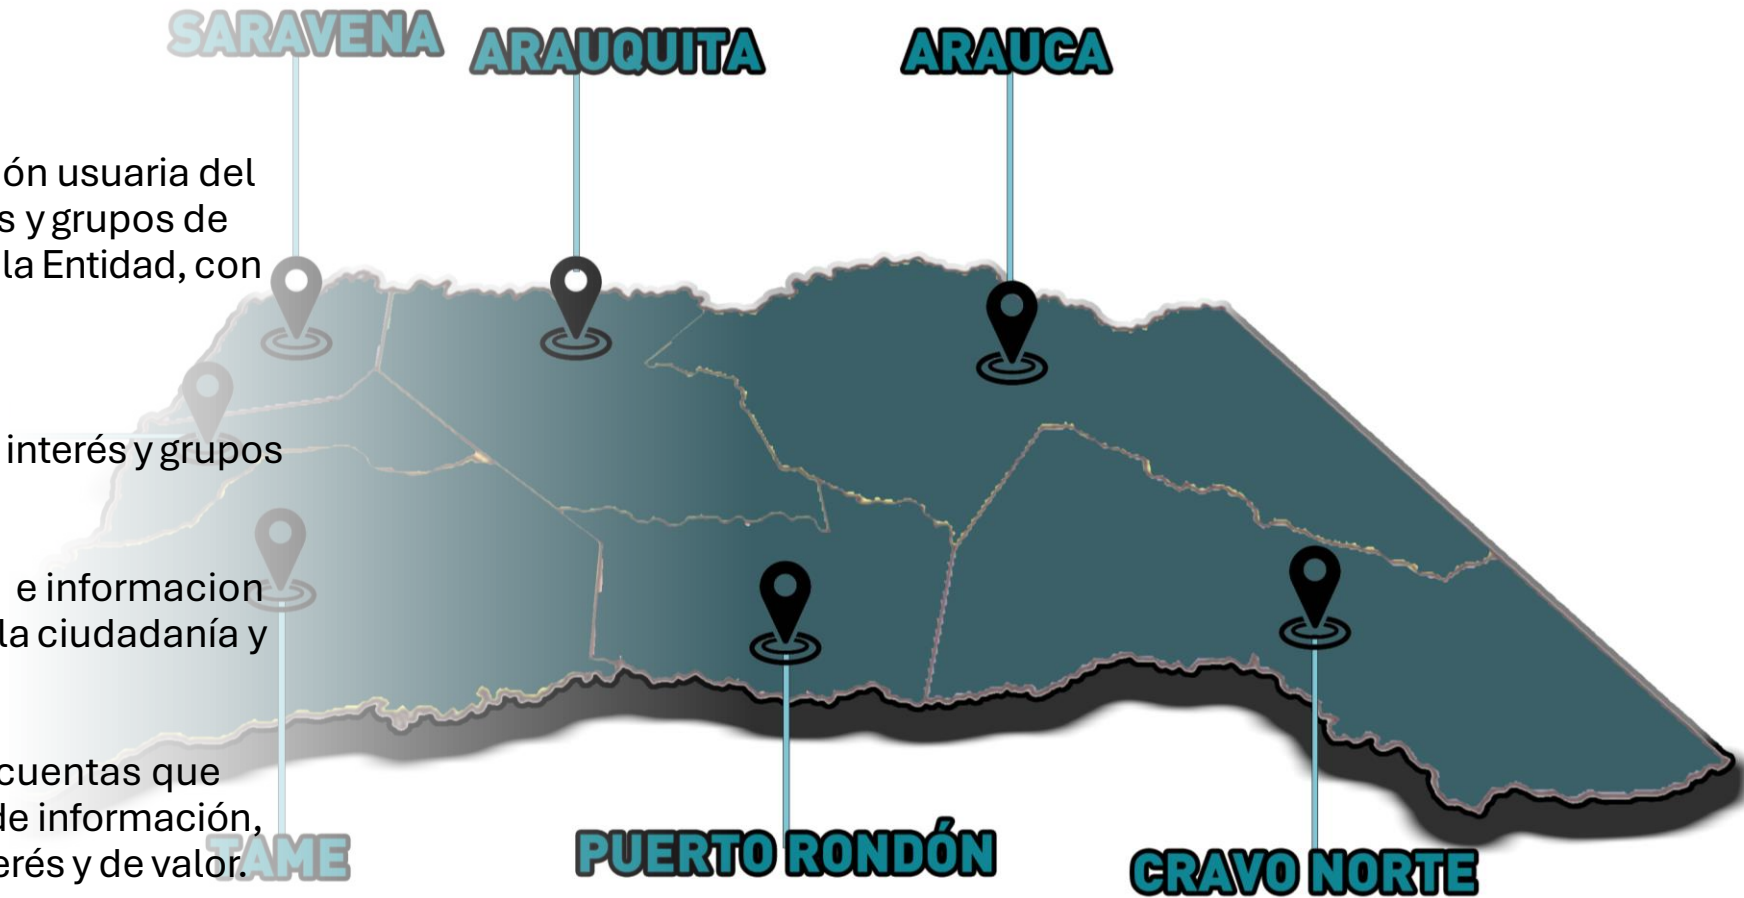 SARAVENA
ARAUQUITA
ARAUCA
ón usuaria del
s y grupos de
la Entidad, con
interés y grupos
e informacion
la ciudadanía y
cuentas que
de información,
erés y de valor.
TAME
PUERTO RONDÓN
CRAVO NORTE